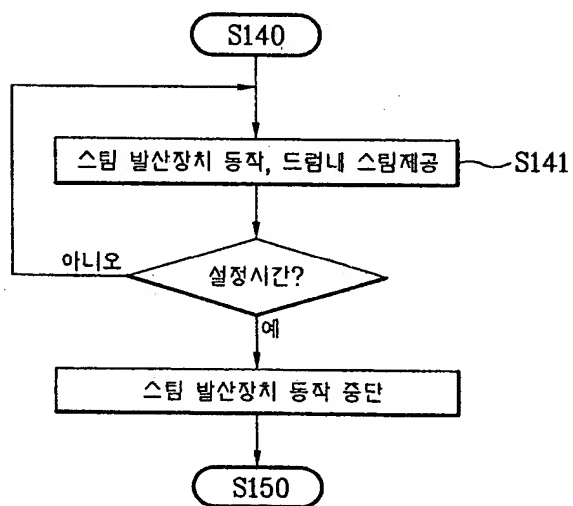 S140
스팀 발산장치 동작, 드럼내 스팀제공
S141
아니오
설정시간?
예
스팀 발산장치 동작 중단
S150